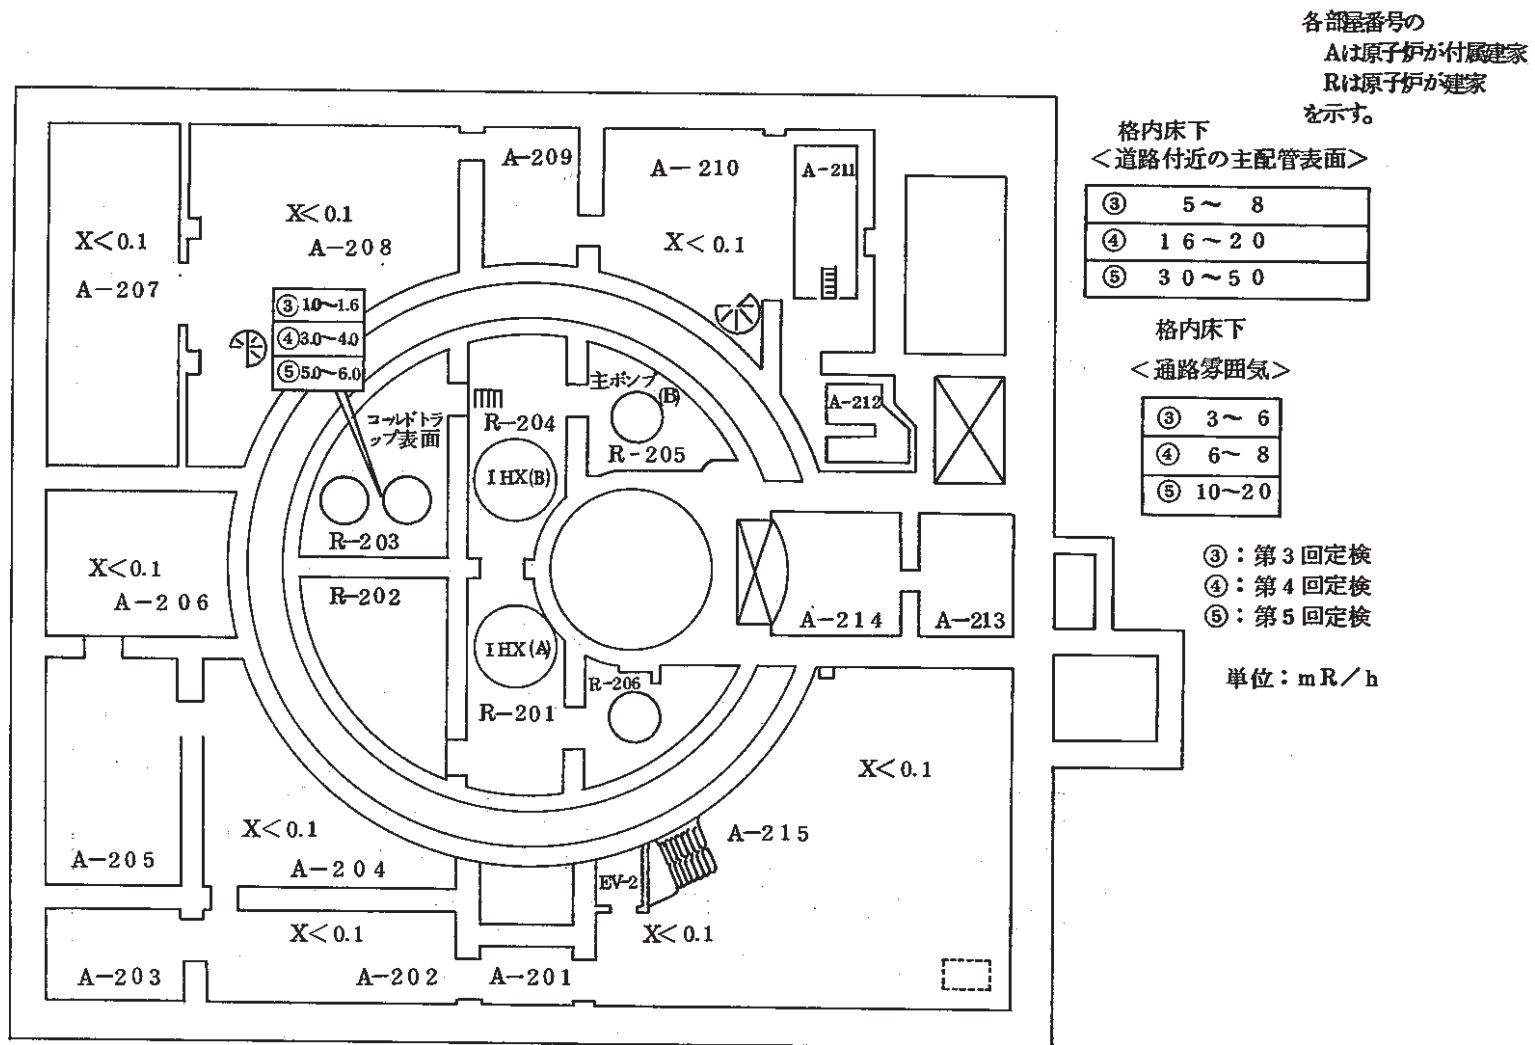 各部屋番号の
Aは原子炉が付属建家
Rは原子炉が建家
を示す。
格内床下
<道路付近の主配管表面>
③ 5～ 8
④ 16～20
⑤ 30～50
格内床下
<通路雰囲気>
③ 3～ 6
④ 6～ 8
⑤ 10～20
③：第3回定検
④：第4回定検
⑤：第5回定検
単位：mR／h
A-209
A-210
A-211
X<0.1
A-208
X<0.1
A-207
X<0.1
③1.0～1.6
④3.0～4.0
⑤5.0～6.0
コールドトラ
ップ表面
R-204
主ポンプ
(B)
R-205
A-212
IHX(B)
R-203
R-202
X<0.1
A-206
A-214
A-213
IHX(A)
R-206
R-201
X<0.1
A-215
X<0.1
A-204
A-205
EV-2
X<0.1
X<0.1
A-203
A-202
A-201